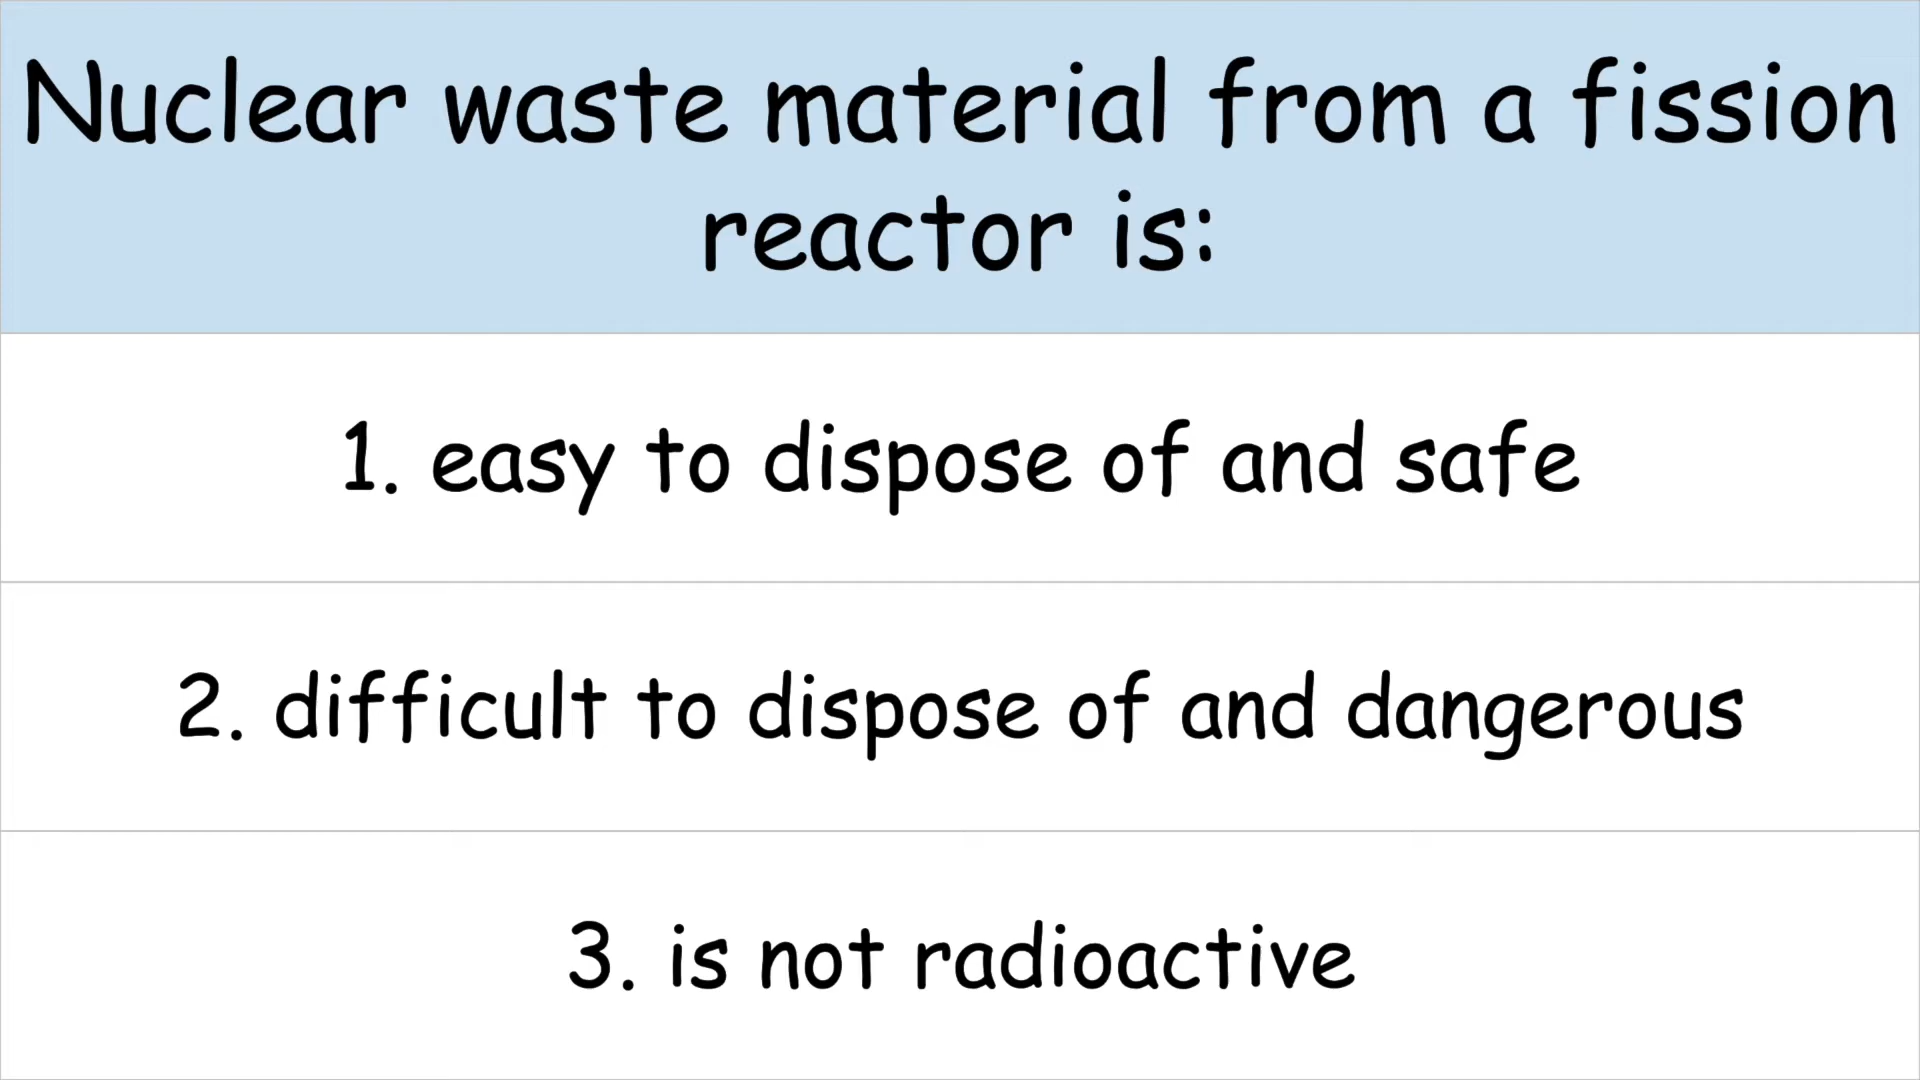 Nuclear waste material from a fission
reactor is:
1. easy to dispose of and safe
2. difficult to dispose of and dangerous
3. is not radioactive